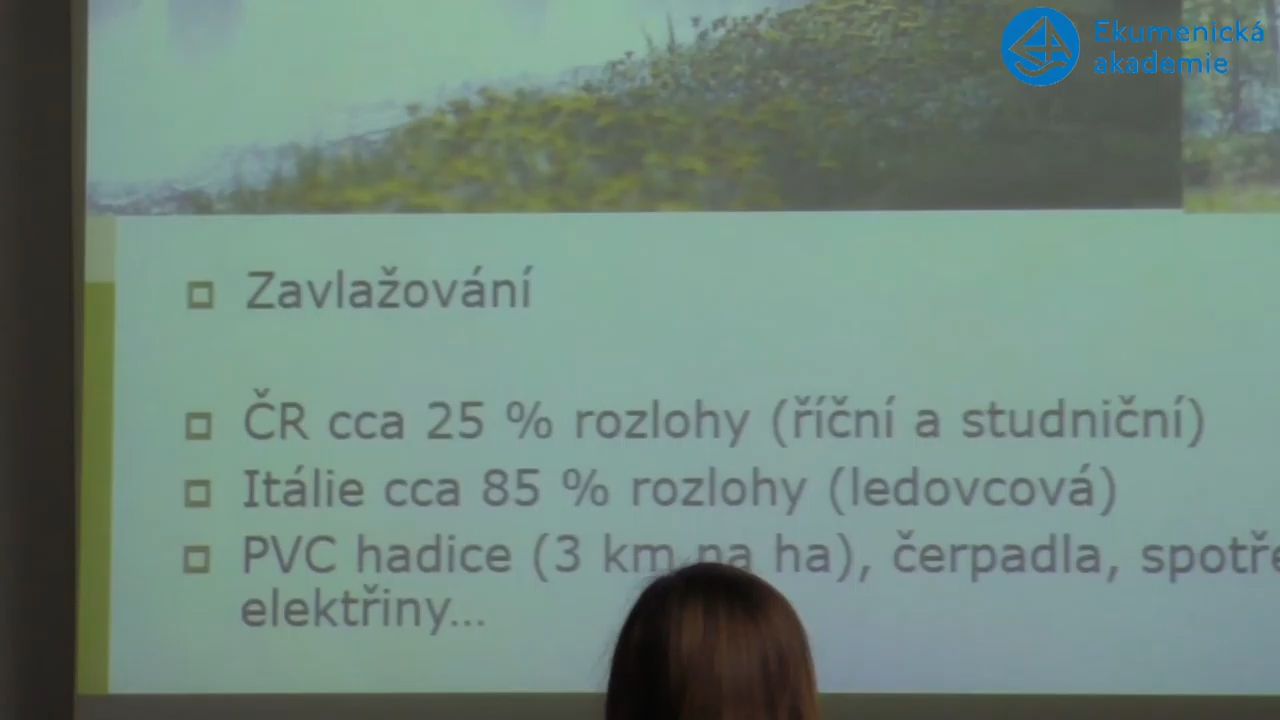 Ekumenická
akademie
Zavlažování
ČR cca 25 % rozlohy (říční a studniční)
Itálie cca 85 % rozlohy (ledovcová)
PVC hadice (3 km na ha), čerpadla,
elektřiny...